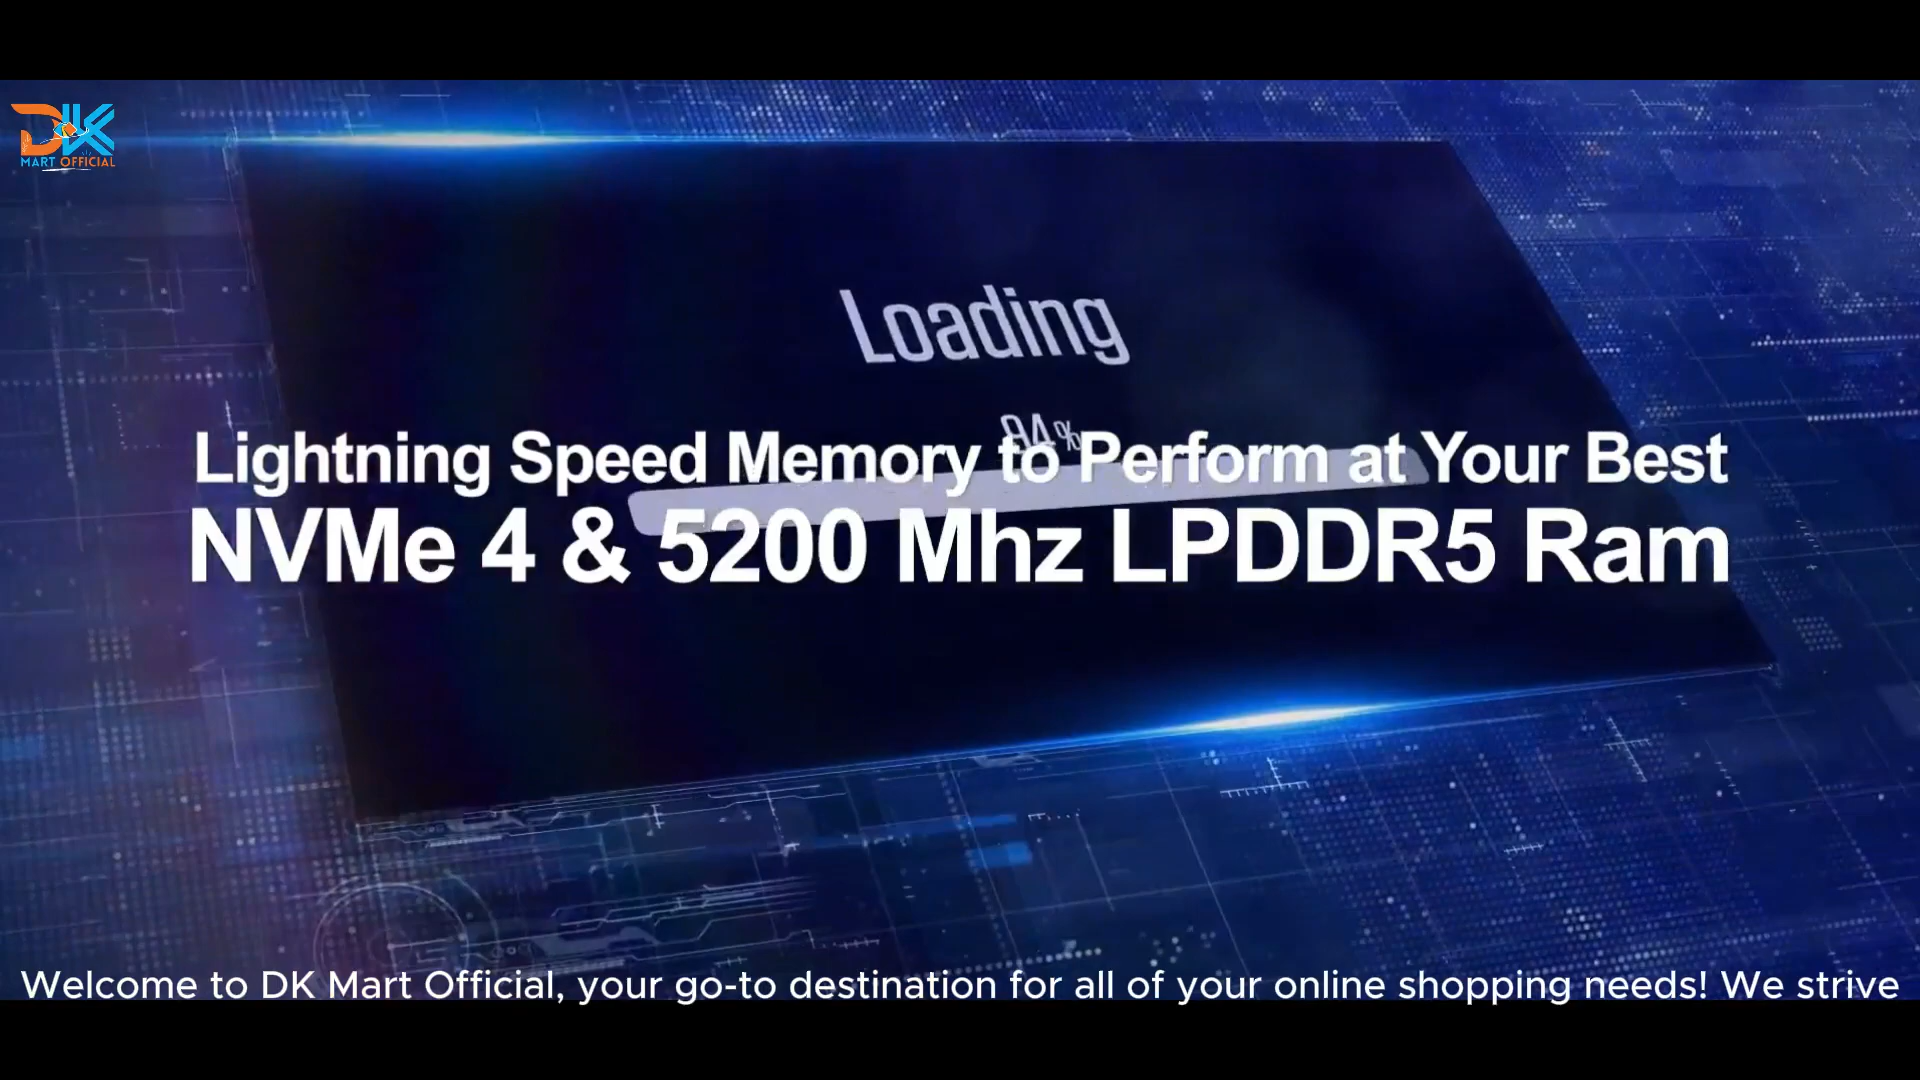 DK
MART OFFICIAL
Loading
94%
Lightning Speed Memory to Perform at Your Best
NVMe 4 & 5200 Mhz LPDDR5 Ram
Welcome to DK Mart Official, your go-to destination for all of your online shopping needs! We strive